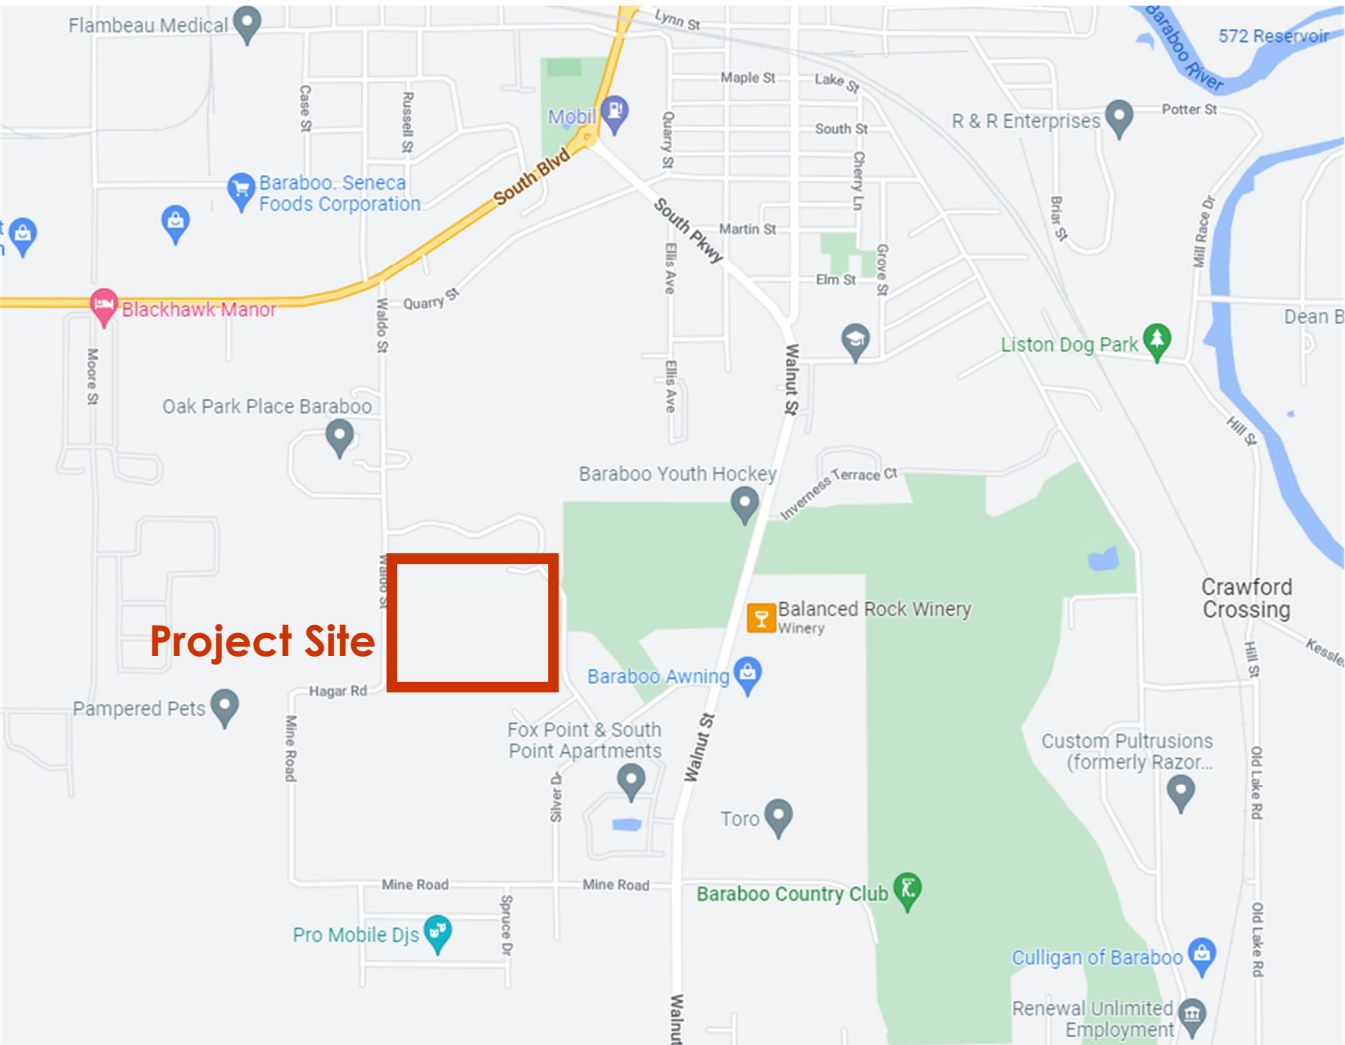 Lynn St
Flambeau Medical
572 Reservoir
Baraboo River
Maple St
Lake St
Case St
Russell St
Mobil
Quarry St
South St
R & R Enterprises
Potter St
South Blvd
Cherry Ln
Baraboo. Seneca
Foods Corporation
South Pkwy
Martin St
Briar St
Mill Race Dr
Ellis Ave
Grove St
Elm St
Quarry St
Blackhawk Manor
Waldo St
Dean B
Liston Dog Park
Moore St
Walnut St
Ellis Ave
Oak Park Place Baraboo
Hill St
Baraboo Youth Hockey
Inverness Terrace Ct
Waldo St
Crawford
Crossing
Balanced Rock Winery
Winery
Project Site
Kessle
Hill St
Baraboo Awning
Hagar Rd
Pampered Pets
Mine Road
Fox Point & South
Point Apartments
Walnut St
Custom Pultrusions
(formerly Razor...
Old Lake Rd
Silver D
Toro
Mine Road
Mine Road
Baraboo Country Club
Spruce Dr
Pro Mobile Djs
Old Lake Rd
Culligan of Baraboo
Renewal Unlimited
Employment
Walnut